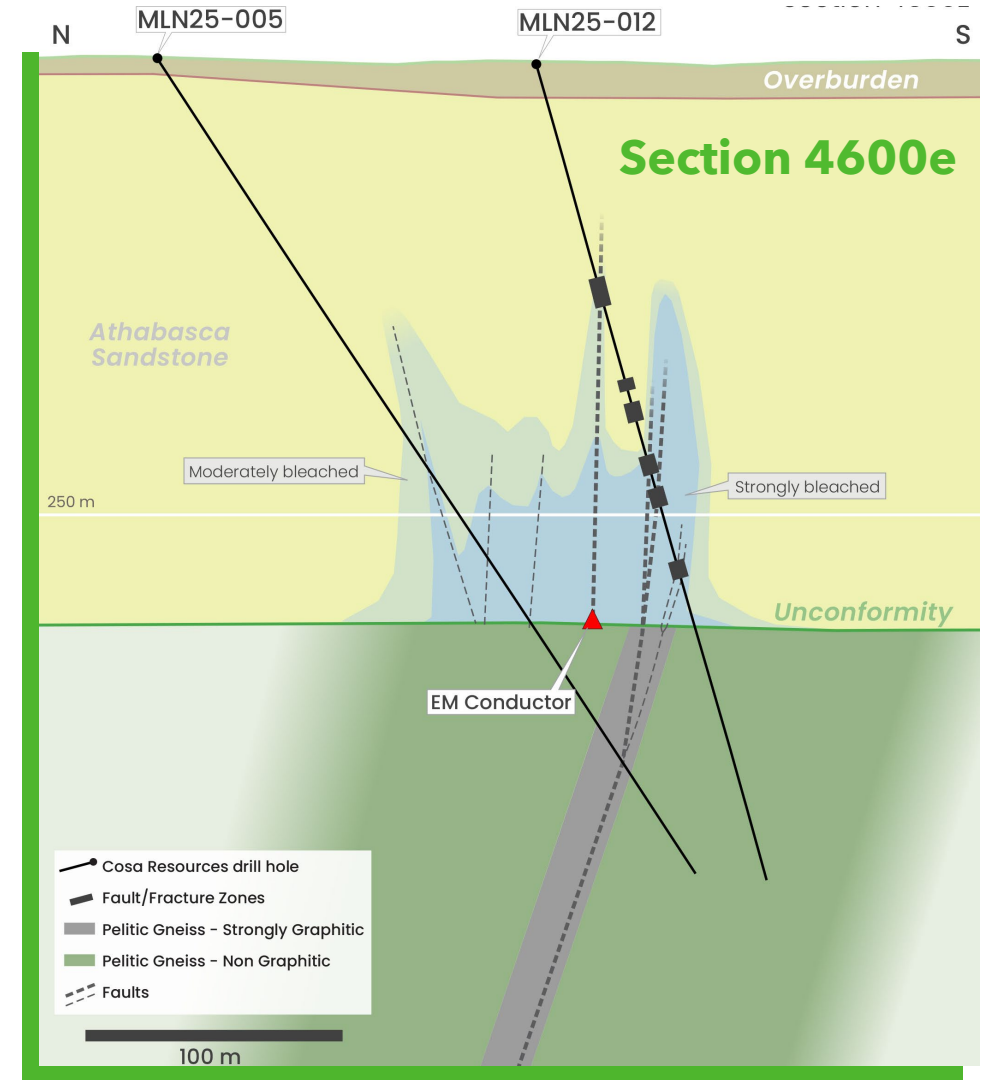 MLN25-005
MLN25-012
N
S
Overburden
Section 4600e
Athabasca
Sandstone
Moderately bleached
Strongly bleached
250 m
Unconformity
EM Conductor
Cosa Resources drill hole
Fault/Fracture Zones
Pelitic Gneiss - Strongly Graphitic
Pelitic Gneiss - Non Graphitic
Faults
100 m